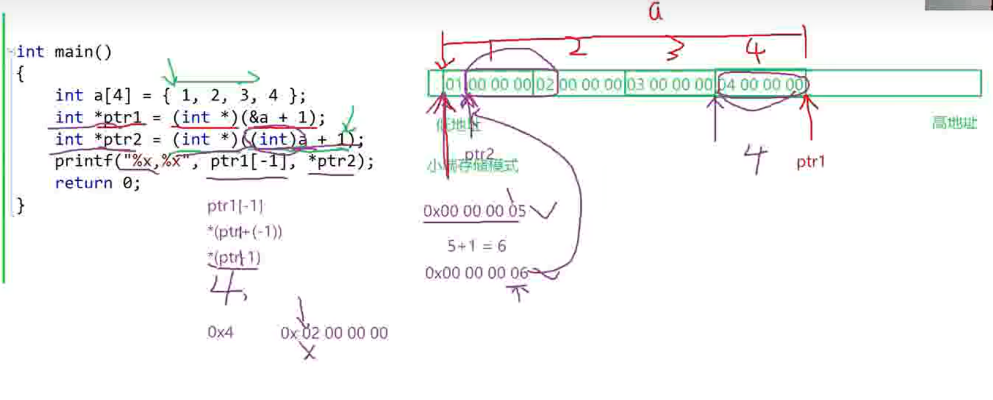 int main()
{
int a[4] = { 1, 2, 3, 4 };
int *ptr1 = (int *)(&a + 1);
int *ptr2 = (int *)((int)a + 1);
printf("%x,%x", ptr1[-1], *ptr2);
return 0;
}
ptr1[-1]
*(ptr+(-1))
*(ptr-1)
4
0x4 0x 02 00 00 00
a
1 2 3 4
01 00 00 00 02 00 00 00 03 00 00 00 04 00 00 00
低地址 高地址
ptr2 4 ptr1
小端存储模式
0x00 00 00 05
5+1 = 6
0x00 00 00 06